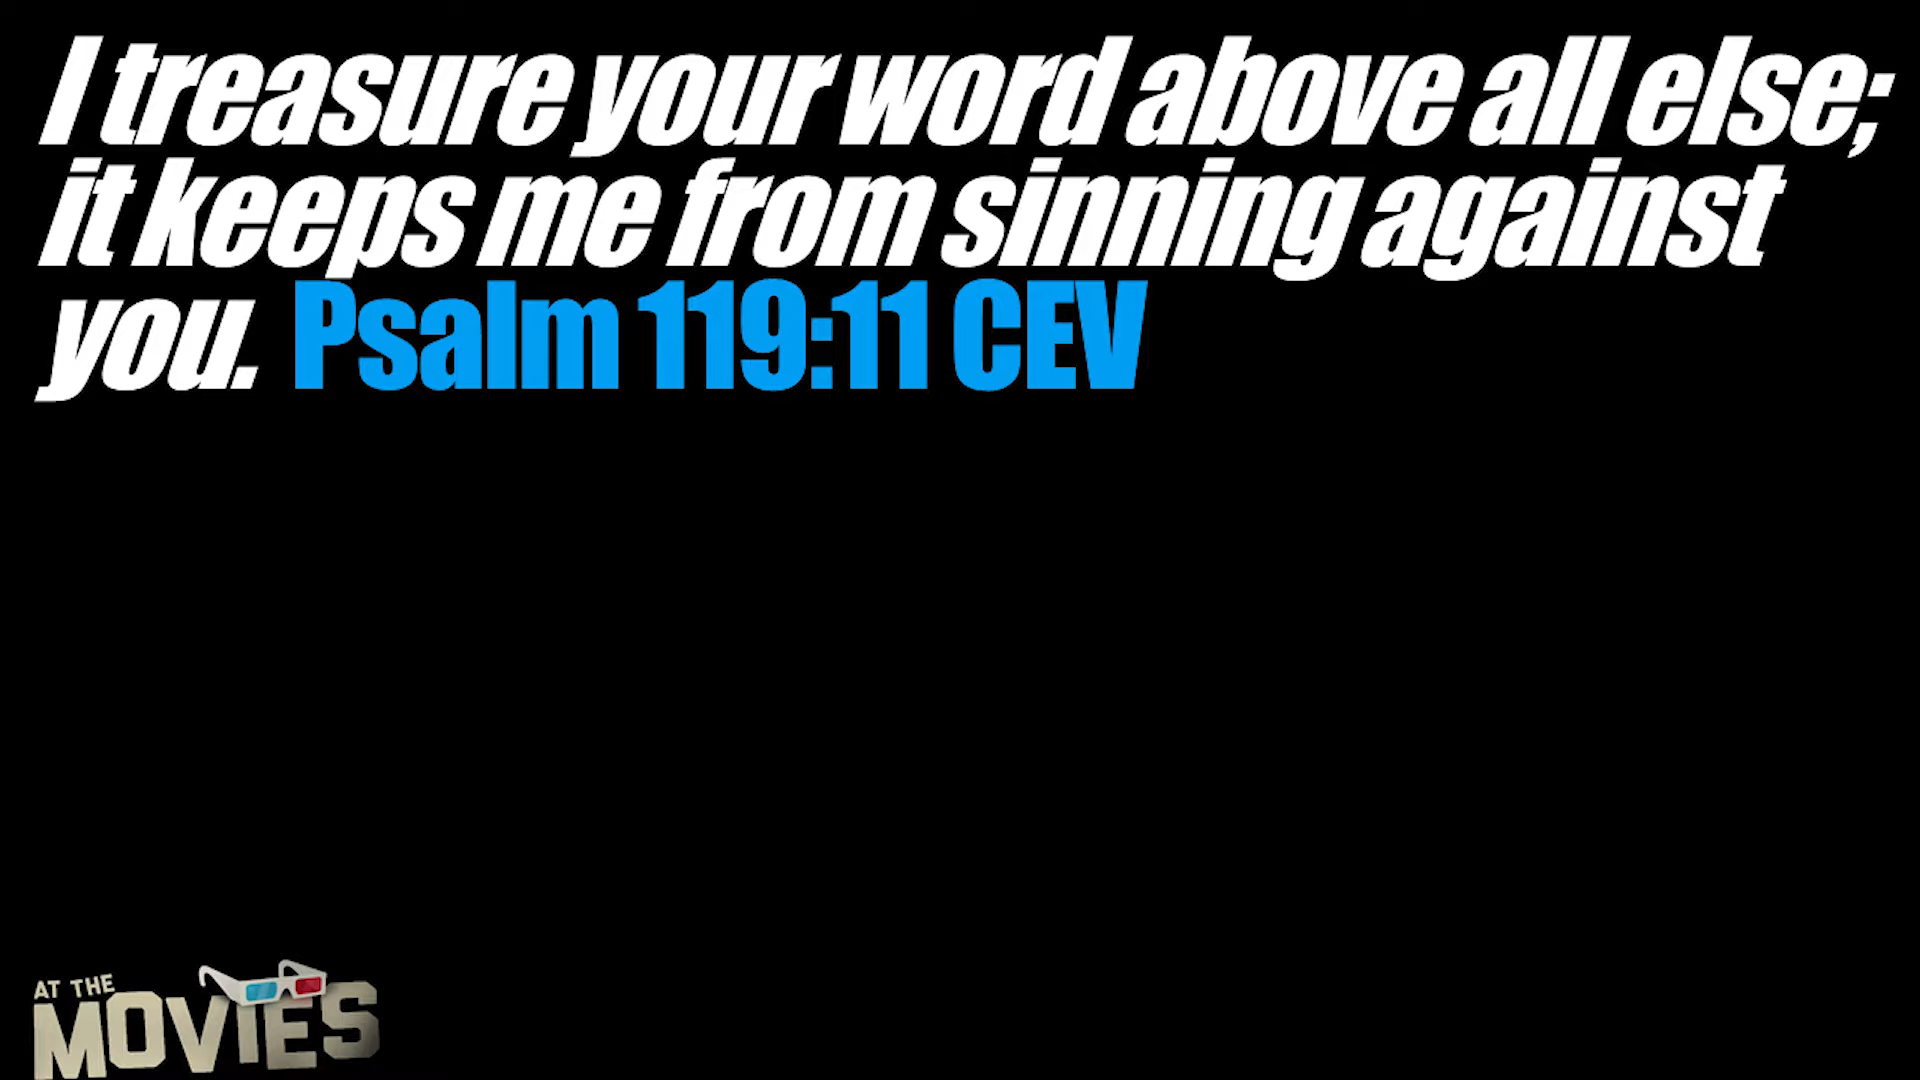 I treasure your word above all else;
it keeps me from sinning against
you. Psalm 119:11 CEV
AT THE
MOVIES